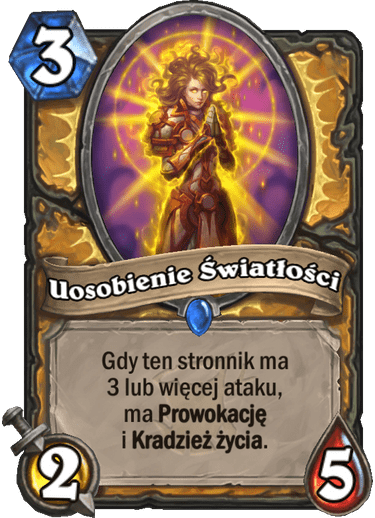 3
Uosobienie Światłości
Gdy ten stronnik ma
3 lub więcej ataku,
ma Prowokację
i Kradzież życia.
2
5